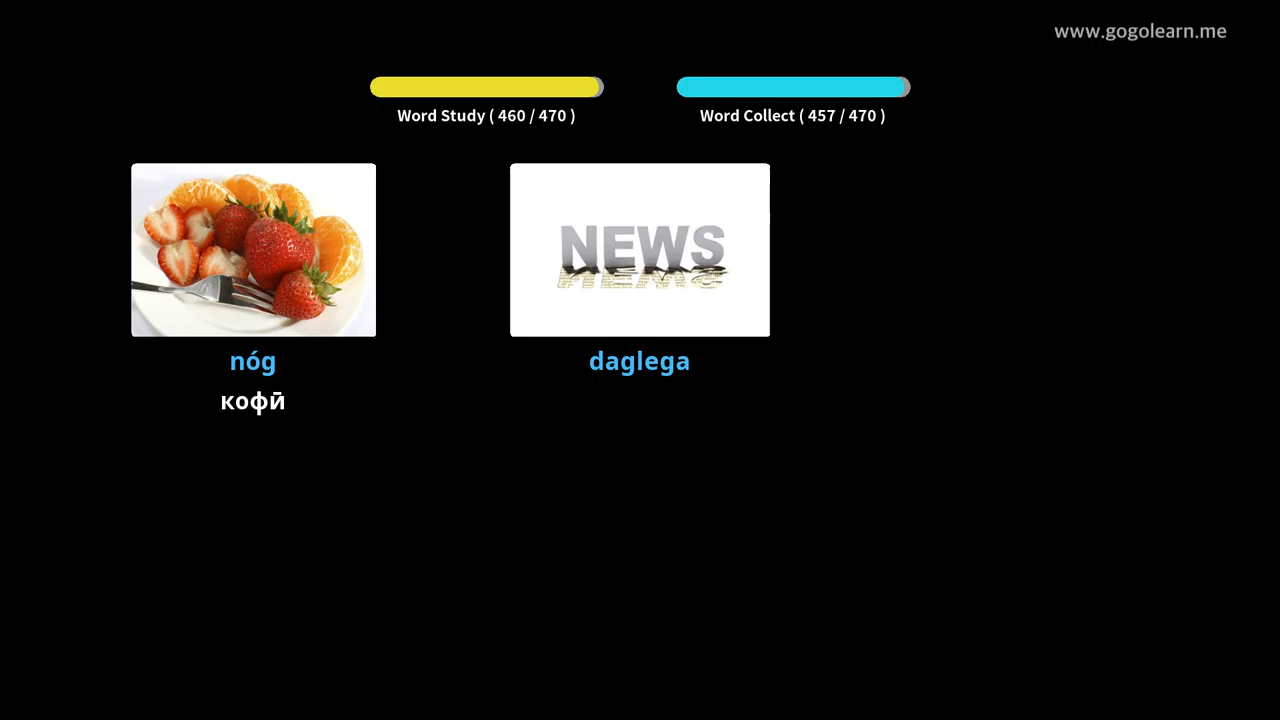 www.gogolearn.me
Word Study ( 460 / 470 )
Word Collect ( 457 / 470 )
NEWS
nóg
daglega
кофӣ